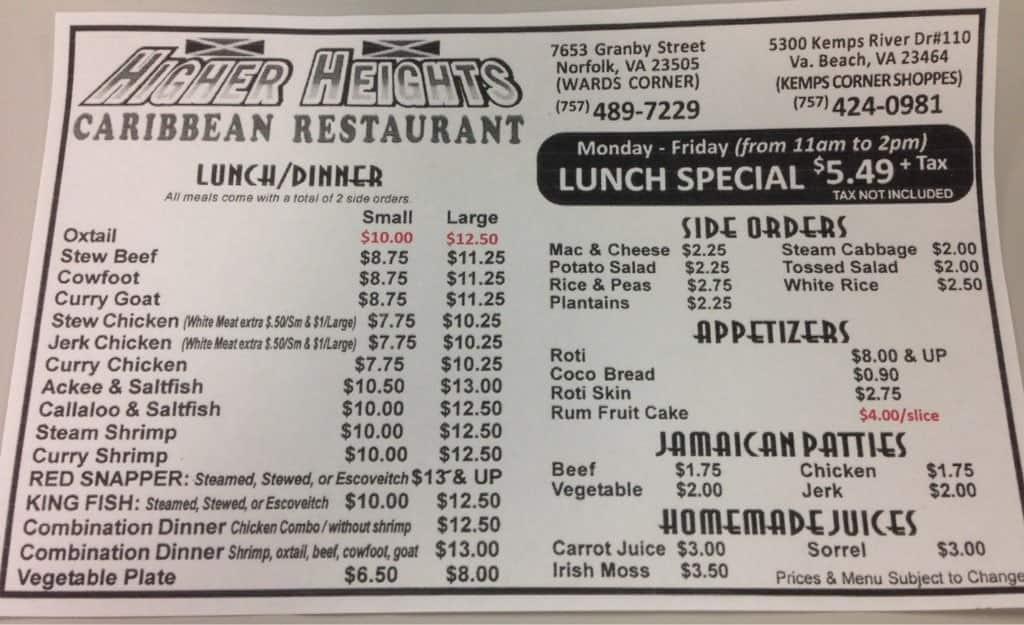 HIGHER HEIGHTS
CARIBBEAN RESTAURANT
7653 Granby Street
Norfolk, VA 23505
(WARDS CORNER)
(757) 489-7229
5300 Kemps River Dr#110
Va. Beach, VA 23464
(KEMPS CORNER SHOPPES)
(757) 424-0981
Monday - Friday (from 11am to 2pm)
LUNCH SPECIAL $5.49 + Tax
TAX NOT INCLUDED
LUNCH/DINNER
All meals come with a total of 2 side orders.
Small Large
Oxtail $10.00 $12.50
Stew Beef $8.75 $11.25
Cowfoot $8.75 $11.25
Curry Goat $8.75 $11.25
Stew Chicken (White Meat extra $.50/Sm & $1/Large) $7.75 $10.25
Jerk Chicken (White Meat extra $.50/Sm & $1/Large) $7.75 $10.25
Curry Chicken $7.75 $10.25
Ackee & Saltfish $10.50 $13.00
Callaloo & Saltfish $10.00 $12.50
Steam Shrimp $10.00 $12.50
Curry Shrimp $10.00 $12.50
RED SNAPPER: Steamed, Stewed, or Escoveitch & UP
KING FISH: Steamed, Stewed, or Escoveitch $10.00 $12.50
Combination Dinner Chicken Combo / without shrimp $12.50
Combination Dinner Shrimp, oxtail, beef, cowfoot, goat $13.00
Vegetable Plate $6.50 $8.00
SIDE ORDERS
Mac & Cheese $2.25 Steam Cabbage $2.00
Potato Salad $2.25 Tossed Salad $2.00
Rice & Peas $2.75 White Rice $2.50
Plantains $2.25
APPETIZERS
Roti $8.00 & UP
Coco Bread $0.90
Roti Skin $2.75
Rum Fruit Cake $4.00/slice
JAMAICAN PATTIES
Beef $1.75 Chicken $1.75
Vegetable $2.00 Jerk $2.00
HOMEMADE JUICES
Carrot Juice $3.00 Sorrel $3.00
Irish Moss $3.50 Prices & Menu Subject to Change